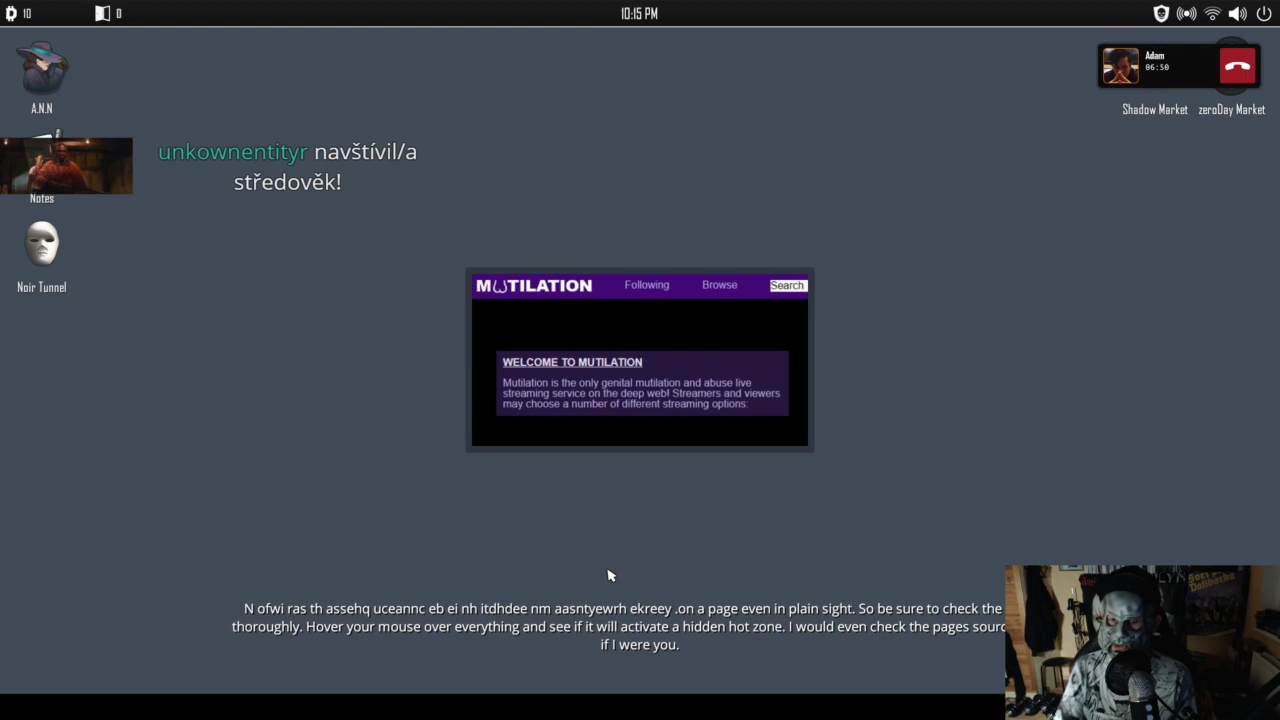 10
0
10:15 PM
Adam
06:50
A.N.N
Shadow Market
zeroDay Market
unkownentityr navštívil/a
středověk!
Notes
Noir Tunnel
MUTILATION
Following
Browse
Search
WELCOME TO MUTILATION
Mutilation is the only genital mutilation and abuse live
streaming service on the deep web! Streamers and viewers
may choose a number of different streaming options:
N ofwi ras th assehq uceannc eb ei nh itdhdee nm aasntyewrh ekreey .on a page even in plain sight. So be sure to check the
thoroughly. Hover your mouse over everything and see if it will activate a hidden hot zone. I would even check the pages sourc
if I were you.